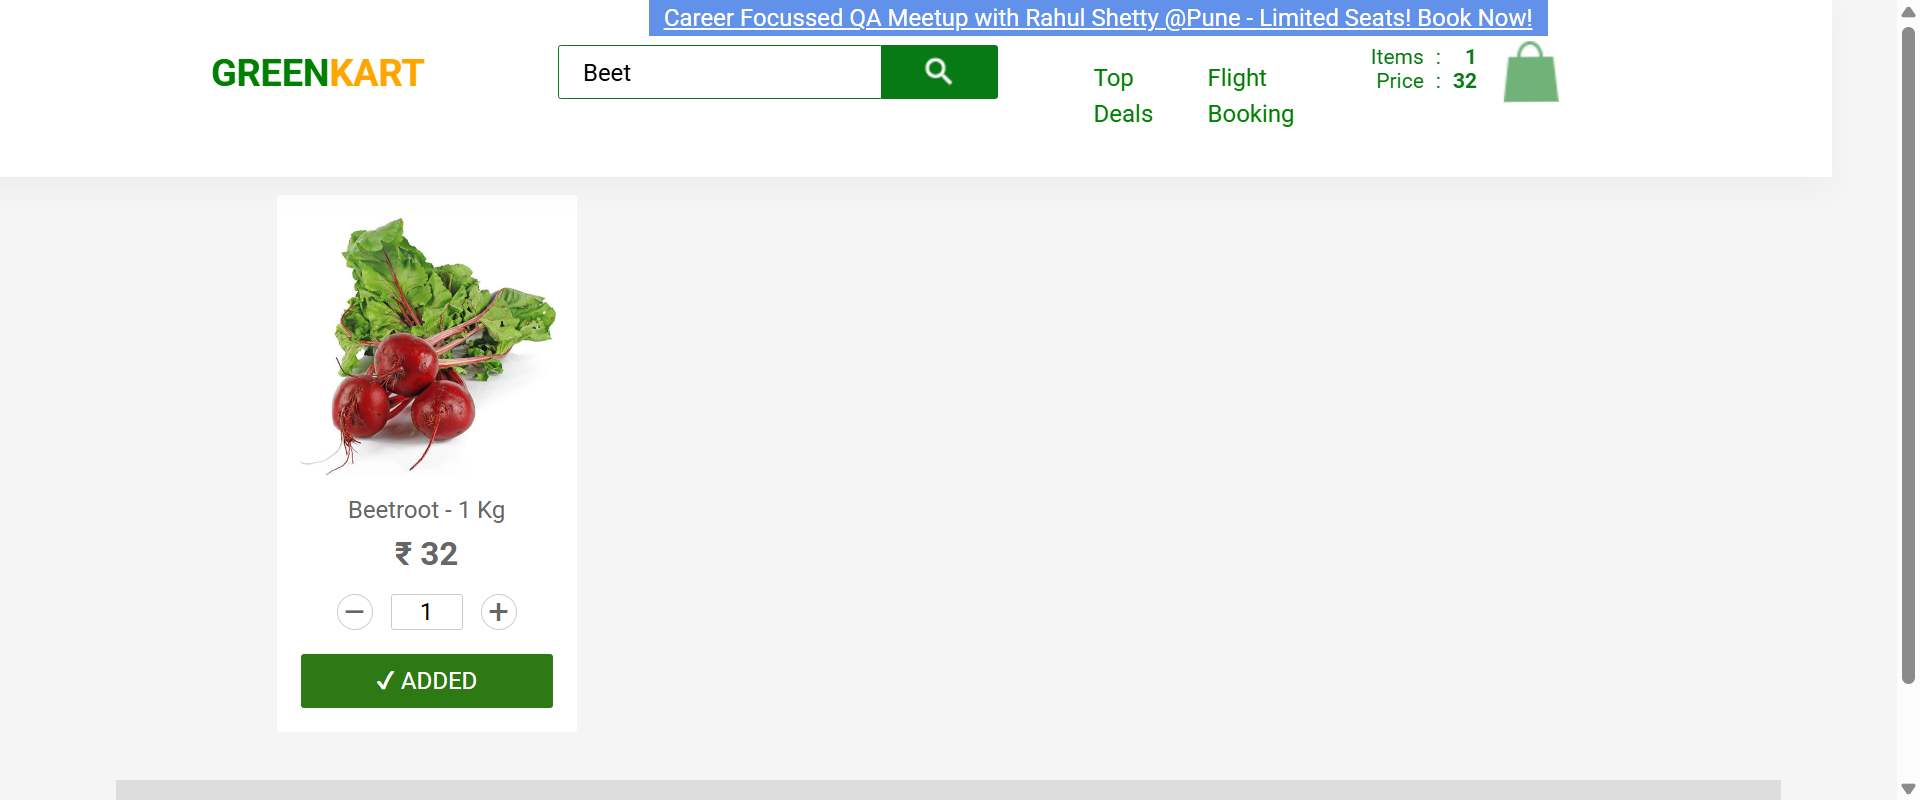 Career Focussed QA Meetup with Rahul Shetty @Pune - Limited Seats! Book Now!
GREENKART
Beet
Top Deals
Flight Booking
Items : 1
Price : 32
Beetroot - 1 Kg
₹ 32
− 1 +
✓ ADDED